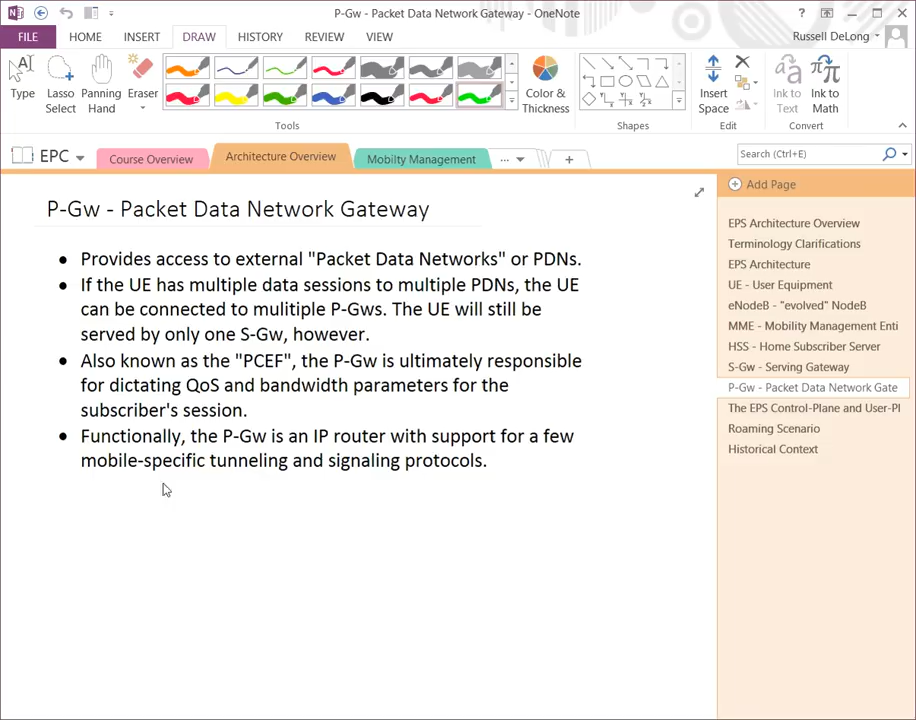 P-Gw - Packet Data Network Gateway - OneNote
?
FILE
HOME
INSERT
DRAW
HISTORY
REVIEW
VIEW
Russell DeLong
Type
Lasso
Select
Panning
Hand
Eraser
Color &
Thickness
Insert
Space
Ink to
Text
Ink to
Math
Tools
Shapes
Edit
Convert
EPC
Course Overview
Architecture Overview
Mobilty Management
...
+
Search (Ctrl+E)
P-Gw - Packet Data Network Gateway
• Provides access to external "Packet Data Networks" or PDNs.
• If the UE has multiple data sessions to multiple PDNs, the UE
can be connected to mulitiple P-Gws. The UE will still be
served by only one S-Gw, however.
• Also known as the "PCEF", the P-Gw is ultimately responsible
for dictating QoS and bandwidth parameters for the
subscriber's session.
• Functionally, the P-Gw is an IP router with support for a few
mobile-specific tunneling and signaling protocols.
Add Page
EPS Architecture Overview
Terminology Clarifications
EPS Architecture
UE - User Equipment
eNodeB - "evolved" NodeB
MME - Mobility Management Enti
HSS - Home Subscriber Server
S-Gw - Serving Gateway
P-Gw - Packet Data Network Gate
The EPS Control-Plane and User-Pl
Roaming Scenario
Historical Context